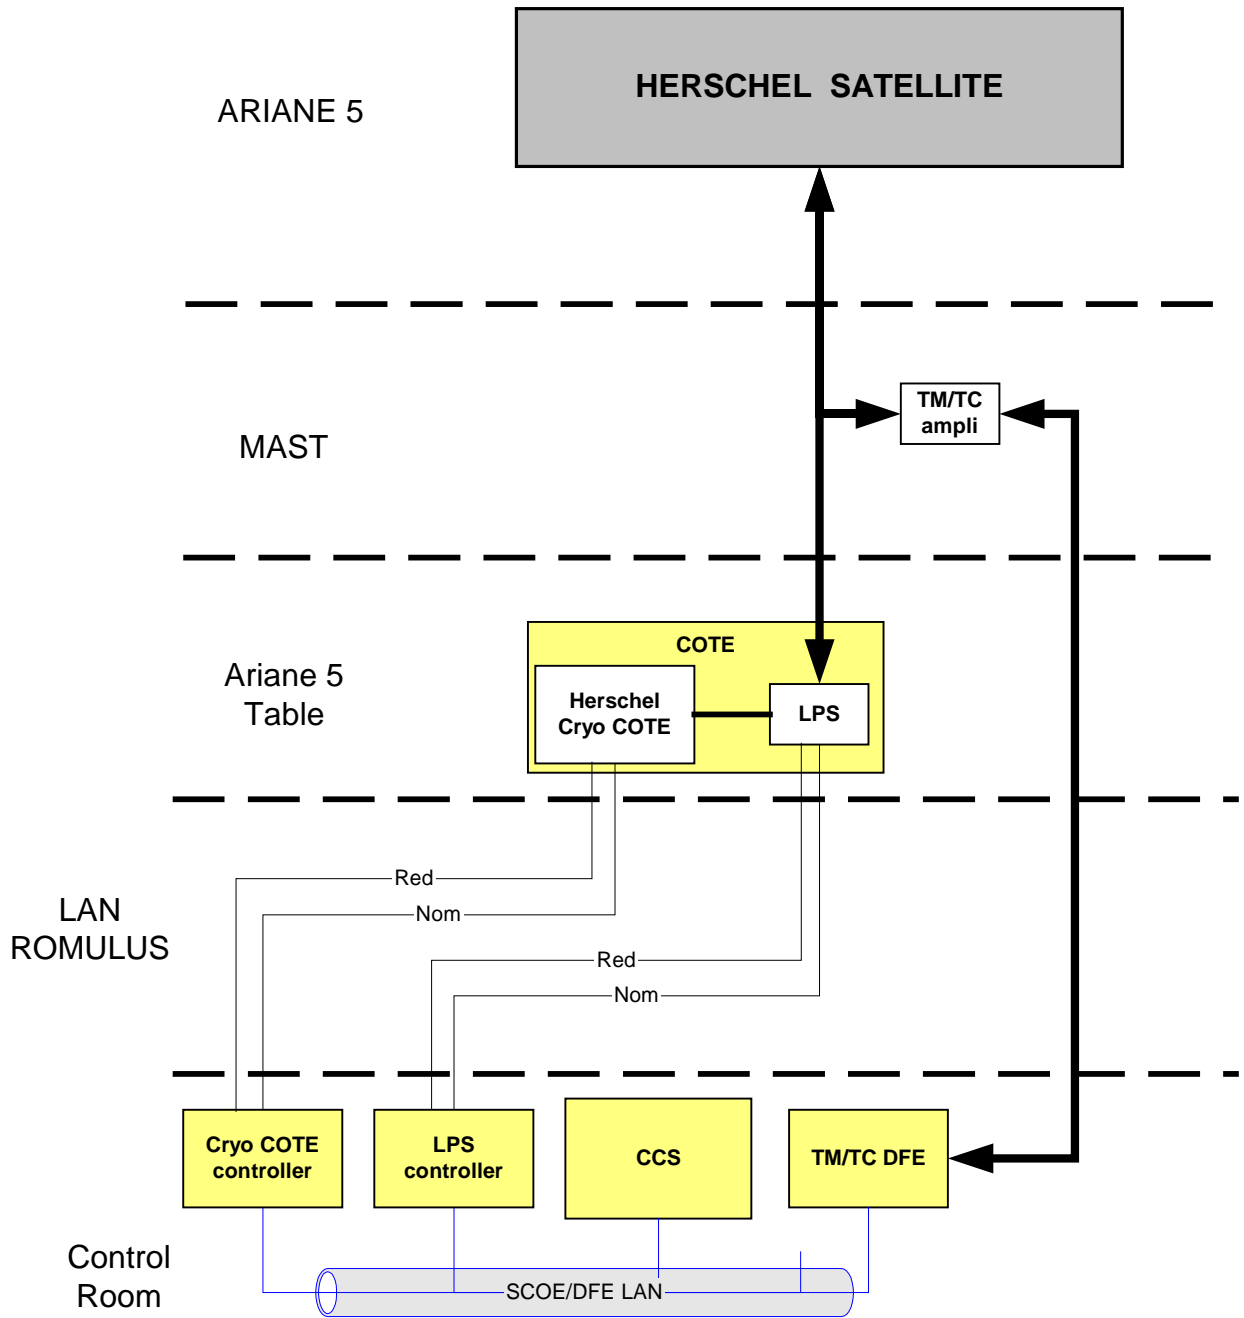 HERSCHEL SATELLITE
ARIANE 5
TM/TC
ampli
MAST
COTE
Ariane 5
Table
Herschel
Cryo COTE
LPS
Red
Nom
LAN
ROMULUS
Red
Nom
Cryo COTE
controller
LPS
controller
CCS
TM/TC DFE
Control
Room
SCOE/DFE LAN